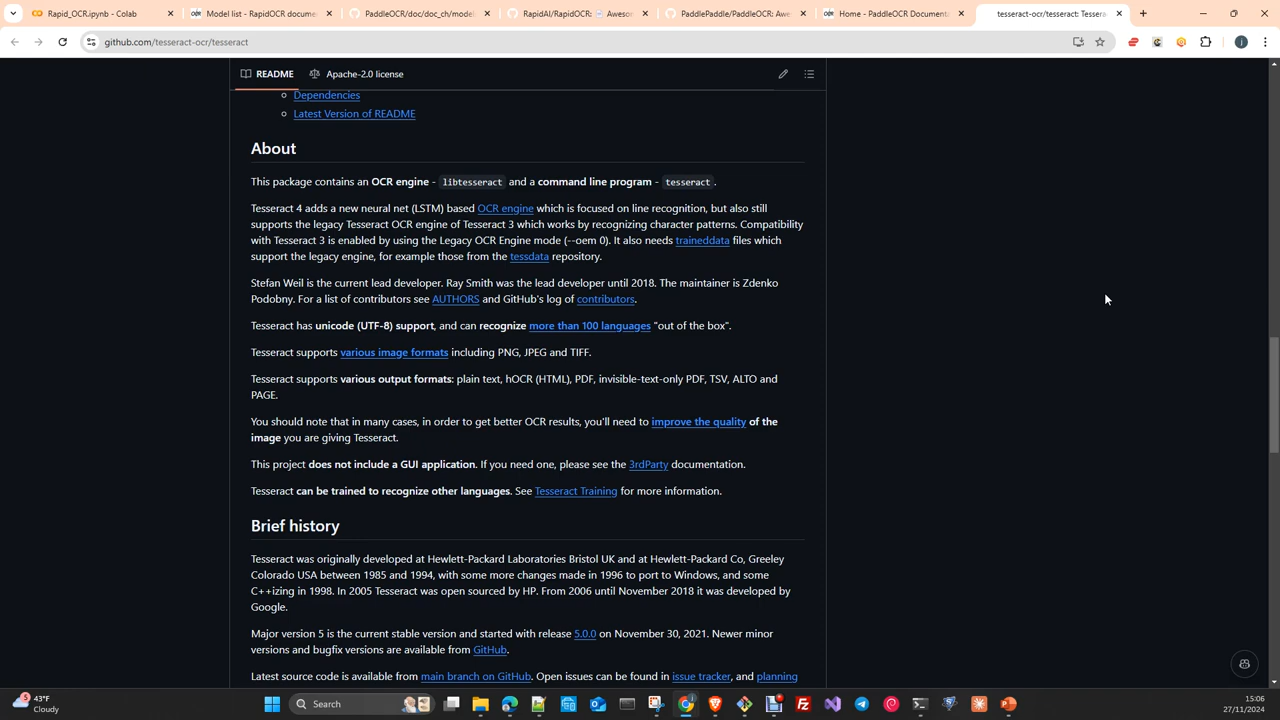 Rapid_OCR.ipynb - Colab
Model list - RapidOCR docume
PaddleOCR/doc/doc_ch/model
RapidAI/RapidOCR: 📄 Aweson
PaddlePaddle/PaddleOCR: Awe
Home - PaddleOCR Document
tesseract-ocr/tesseract: Tessera
github.com/tesseract-ocr/tesseract
README
Apache-2.0 license
Dependencies
Latest Version of README
About
This package contains an OCR engine - libtesseract and a command line program - tesseract.
Tesseract 4 adds a new neural net (LSTM) based OCR engine which is focused on line recognition, but also still
supports the legacy Tesseract OCR engine of Tesseract 3 which works by recognizing character patterns. Compatibility
with Tesseract 3 is enabled by using the Legacy OCR Engine mode (--oem 0). It also needs traineddata files which
support the legacy engine, for example those from the tessdata repository.
Stefan Weil is the current lead developer. Ray Smith was the lead developer until 2018. The maintainer is Zdenko
Podobny. For a list of contributors see AUTHORS and GitHub's log of contributors.
Tesseract has unicode (UTF-8) support, and can recognize more than 100 languages "out of the box".
Tesseract supports various image formats including PNG, JPEG and TIFF.
Tesseract supports various output formats: plain text, hOCR (HTML), PDF, invisible-text-only PDF, TSV, ALTO and
PAGE.
You should note that in many cases, in order to get better OCR results, you'll need to improve the quality of the
image you are giving Tesseract.
This project does not include a GUI application. If you need one, please see the 3rdParty documentation.
Tesseract can be trained to recognize other languages. See Tesseract Training for more information.
Brief history
Tesseract was originally developed at Hewlett-Packard Laboratories Bristol UK and at Hewlett-Packard Co, Greeley
Colorado USA between 1985 and 1994, with some more changes made in 1996 to port to Windows, and some
C++izing in 1998. In 2005 Tesseract was open sourced by HP. From 2006 until November 2018 it was developed by
Google.
Major version 5 is the current stable version and started with release 5.0.0 on November 30, 2021. Newer minor
versions and bugfix versions are available from GitHub.
Latest source code is available from main branch on GitHub. Open issues can be found in issue tracker, and planning
5
43°F
Cloudy
Search
15:06
27/11/2024